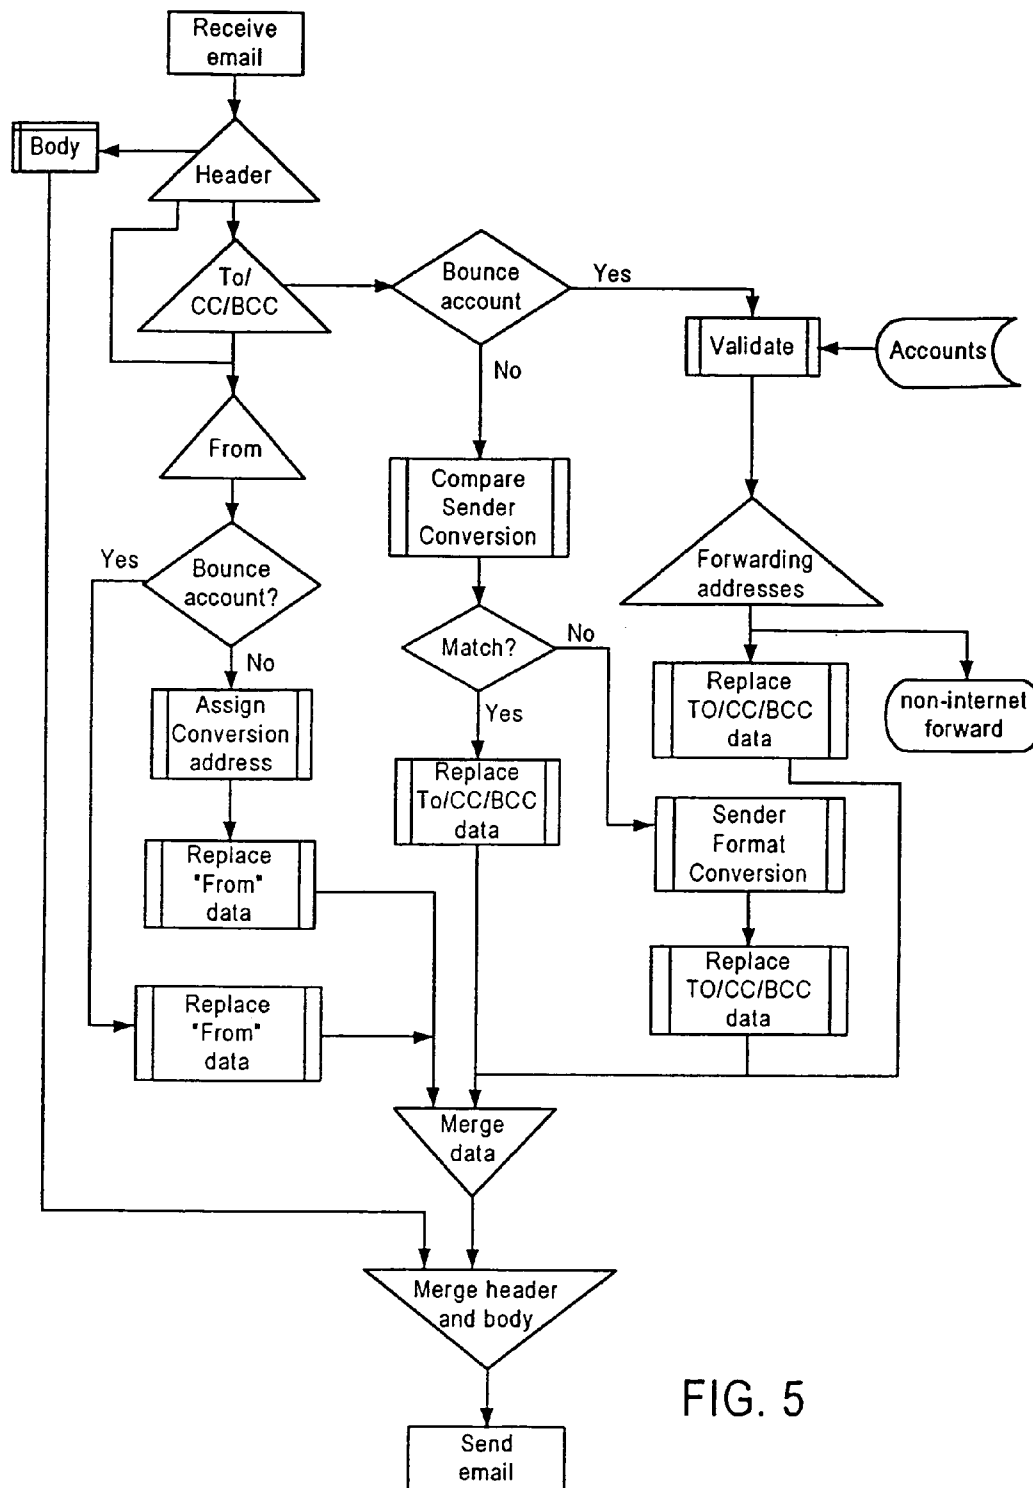 Receive
email
Body
Header
To/
CC/BCC
Bounce
account
Yes
Validate
Accounts
No
From
Compare
Sender
Conversion
Forwarding
addresses
Yes
Bounce
account?
Match?
No
No
Yes
Assign
Conversion
address
Replace
TO/CC/BCC
data
non-internet
forward
Replace
To/CC/BCC
data
Sender
Format
Conversion
Replace
"From"
data
Replace
TO/CC/BCC
data
Replace
"From"
data
Merge
data
Merge header
and body
FIG. 5
Send
email